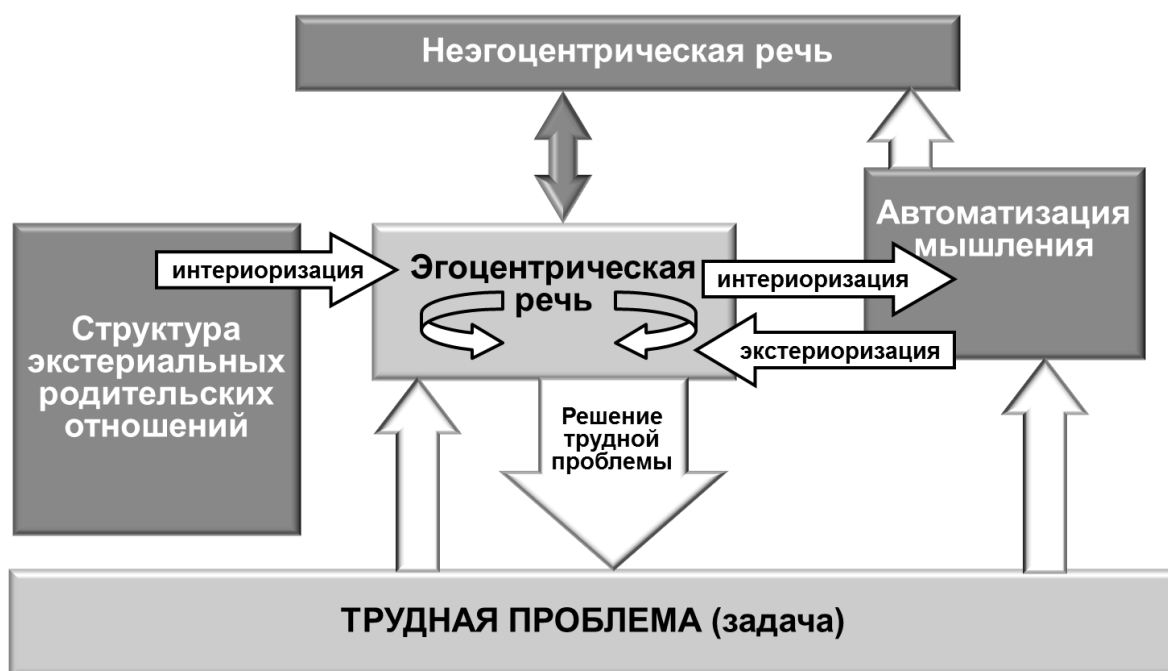 Неэгоцентрическая речь
Автоматизация
мышления
интериоризация
Эгоцентрическая
речь
интериоризация
экстериоризация
Структура
экстериальных
родительских
отношений
Решение
трудной
проблемы
ТРУДНАЯ ПРОБЛЕМА (задача)